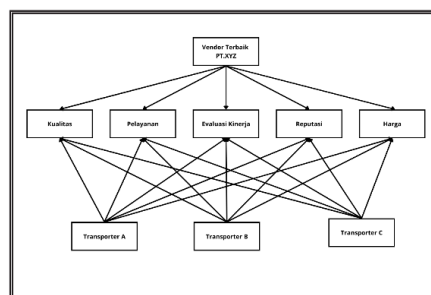 Vendor Terbaik
PT.XYZ
Kualitas
Pelayanan
Evaluasi Kinerja
Reputasi
Harga
Transporter A
Transporter B
Transporter C